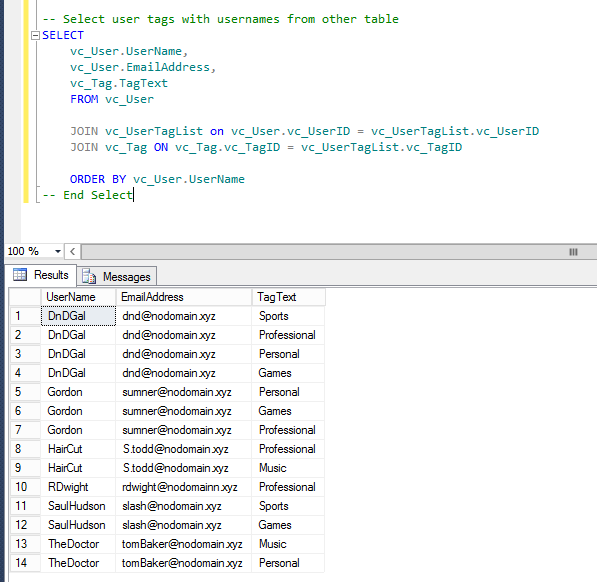 -- Select user tags with usernames from other table
SELECT
vc_User.UserName,
vc_User.EmailAddress,
vc_Tag.TagText
FROM vc_User
JOIN vc_UserTagList on vc_User.vc_UserID = vc_UserTagList.vc_UserID
JOIN vc_Tag ON vc_Tag.vc_TagID = vc_UserTagList.vc_TagID
ORDER BY vc_User.UserName
-- End Select
100 %
Results Messages
UserName EmailAddress TagText
1 DnDGal dnd@nodomain.xyz Sports
2 DnDGal dnd@nodomain.xyz Professional
3 DnDGal dnd@nodomain.xyz Personal
4 DnDGal dnd@nodomain.xyz Games
5 Gordon sumner@nodomain.xyz Personal
6 Gordon sumner@nodomain.xyz Games
7 Gordon sumner@nodomain.xyz Professional
8 HairCut S.todd@nodomain.xyz Professional
9 HairCut S.todd@nodomain.xyz Music
10 RDwight rdwight@nodomainn.xyz Professional
11 SaulHudson slash@nodomain.xyz Sports
12 SaulHudson slash@nodomain.xyz Games
13 TheDoctor tomBaker@nodomain.xyz Music
14 TheDoctor tomBaker@nodomain.xyz Personal